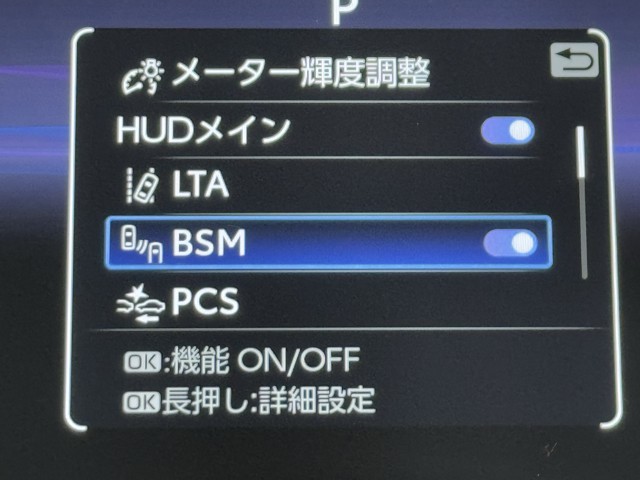 P
メーター輝度調整
HUDメイン
LTA
BSM
PCS
OK:機能 ON/OFF
OK長押し:詳細設定